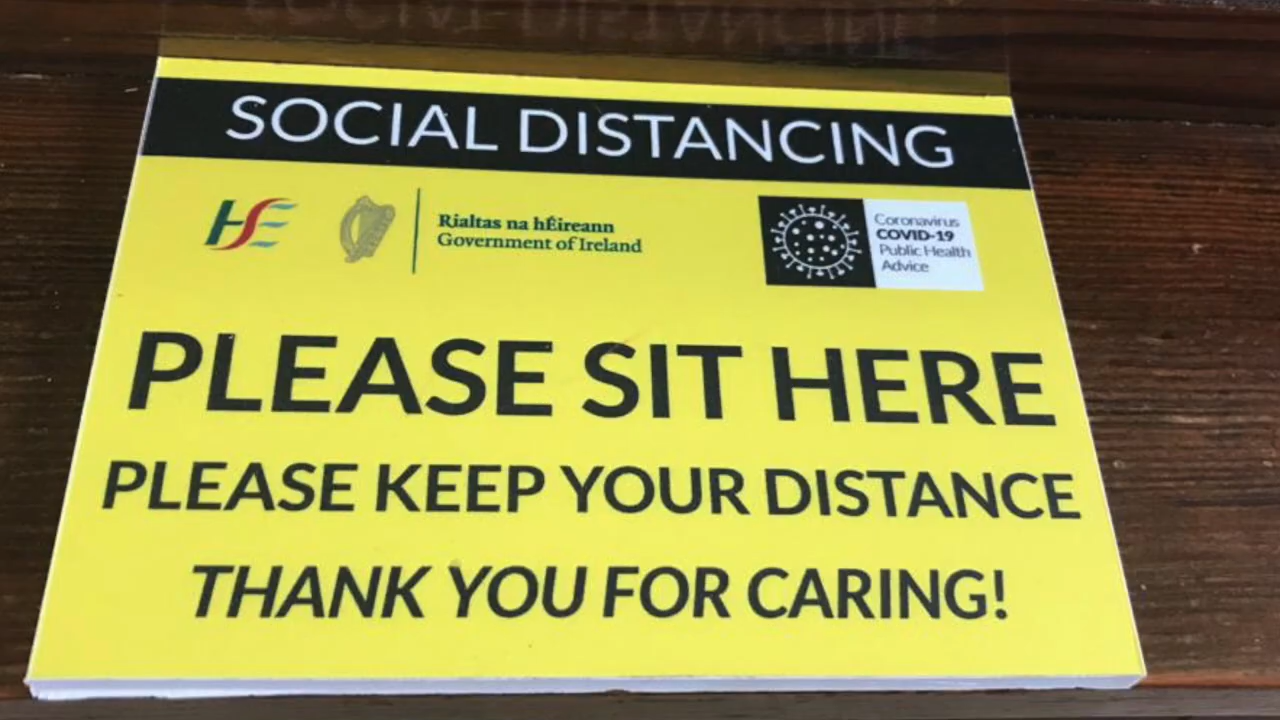 SOCIAL DISTANCING
HSE
Rialtas na hÉireann
Government of Ireland
Coronavirus
COVID-19
Public Health
Advice
PLEASE SIT HERE
PLEASE KEEP YOUR DISTANCE
THANK YOU FOR CARING!